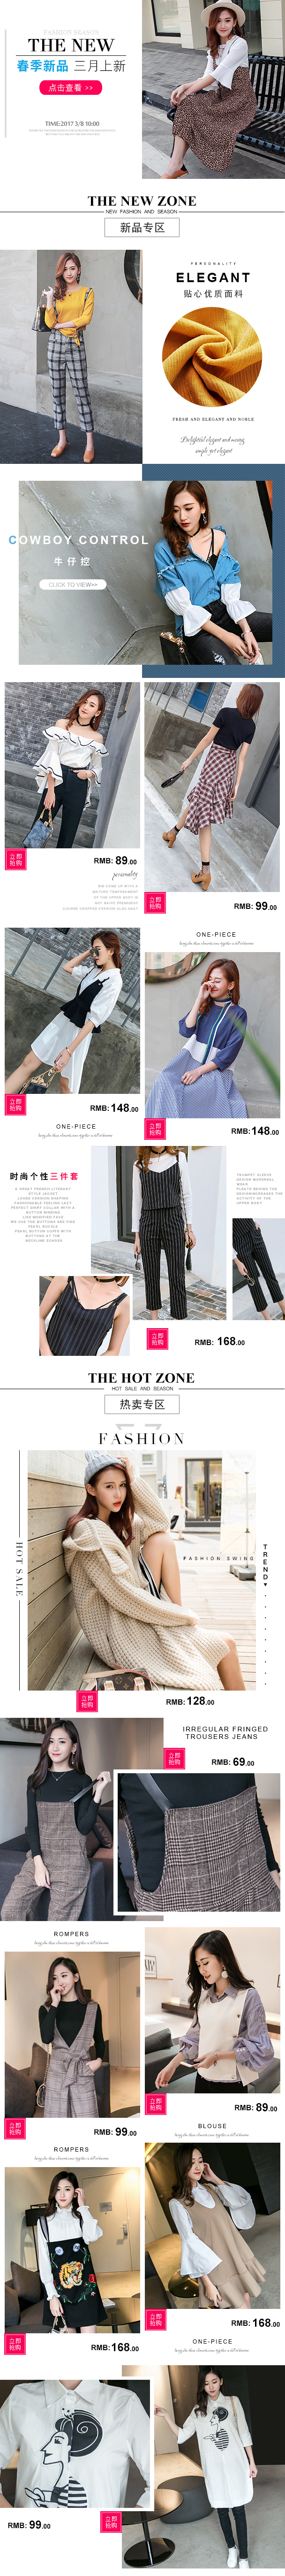 FASHION SEASON
THE NEW
春季新品 三月上新
点击查看 >>
TIME:2017 3/8 10:00
THE NEW ZONE
NEW FASHION AND SEASON
新品专区
PERSONALITY
ELEGANT
贴心优质面料
FRESH AND ELEGANT AND NOBLE
Delightful elegant and moving,
simple yet elegant
COWBOY CONTROL
牛仔控
CLICK TO VIEW>>
立即
抢购
RMB: 89.00
personality
立即
抢购
RMB: 99.00
ONE-PIECE
立即
抢购
RMB: 148.00
ONE-PIECE
立即
抢购
RMB: 148.00
时尚个性三件套
立即
抢购
RMB: 168.00
THE HOT ZONE
HOT SALE AND SEASON
热卖专区
FASHION
HOT SALE
FASHION SWING
TREND
立即
抢购
RMB: 128.00
IRREGULAR FRINGED
TROUSERS JEANS
立即
抢购
RMB: 69.00
ROMPERS
立即
抢购
RMB: 99.00
立即
抢购
RMB: 89.00
BLOUSE
ROMPERS
立即
抢购
RMB: 168.00
立即
抢购
RMB: 168.00
ONE-PIECE
立即
抢购
RMB: 99.00